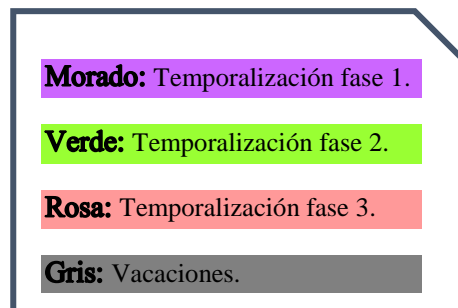 Morado: Temporalización fase 1.
Verde: Temporalización fase 2.
Rosa: Temporalización fase 3.
Gris: Vacaciones.